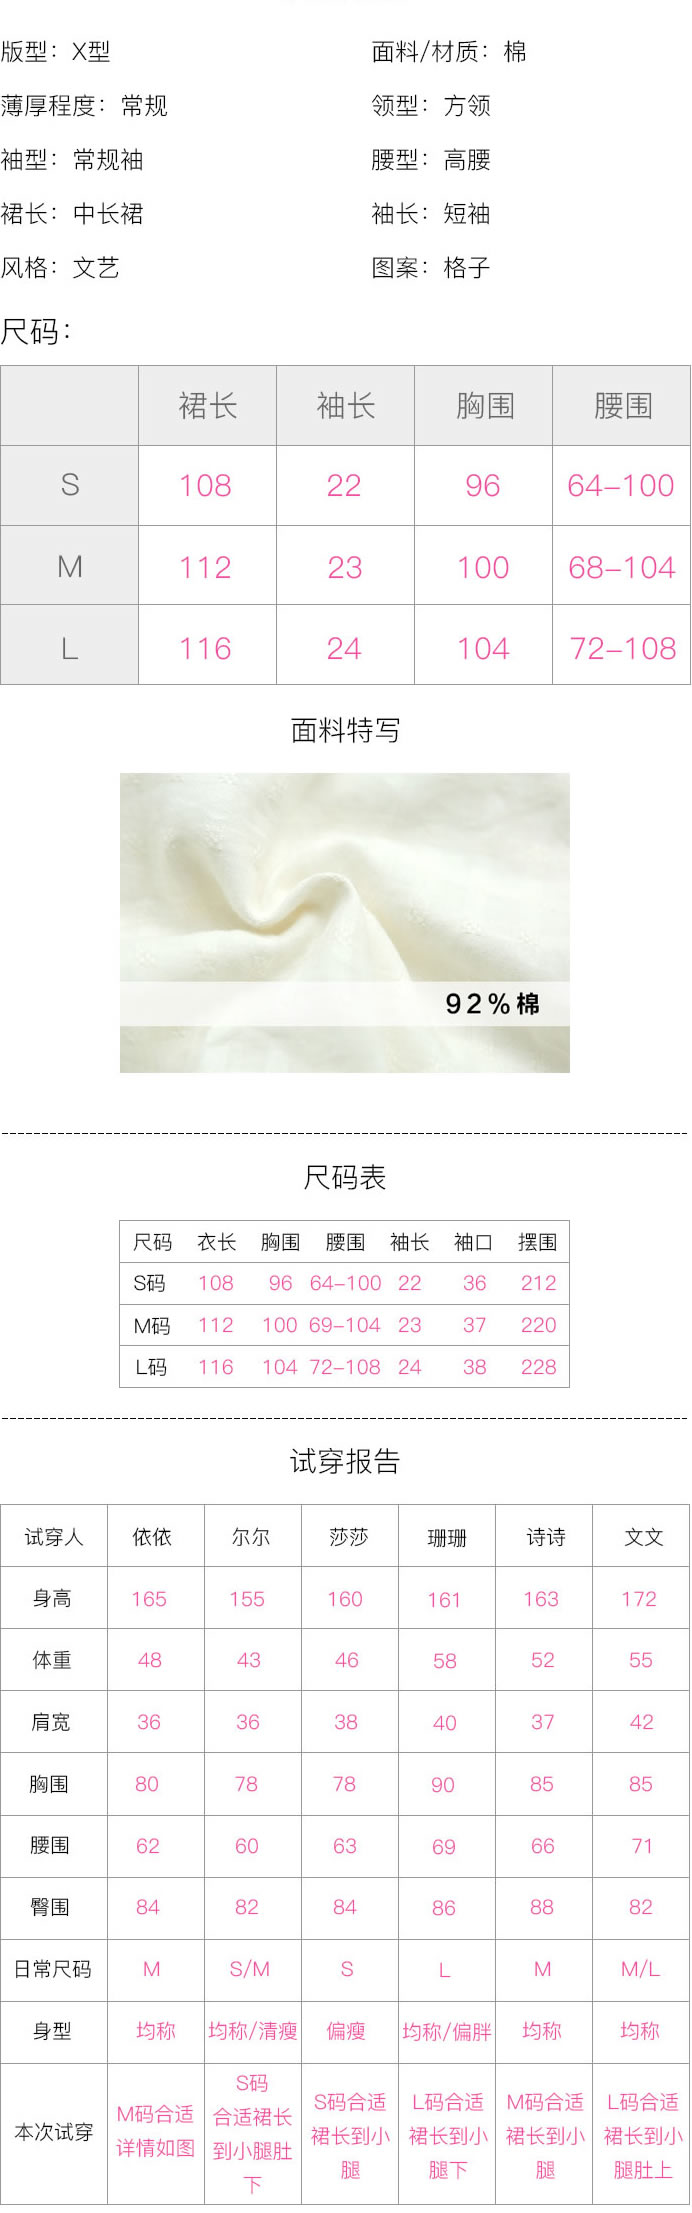 版型：X型 面料/材质：棉
薄厚程度：常规 领型：方领
袖型：常规袖 腰型：高腰
裙长：中长裙 袖长：短袖
风格：文艺 图案：格子
尺码：
裙长 袖长 胸围 腰围
S 108 22 96 64-100
M 112 23 100 68-104
L 116 24 104 72-108
面料特写
92%棉
尺码表
尺码 衣长 胸围 腰围 袖长 袖口 摆围
S码 108 96 64-100 22 36 212
M码 112 100 69-104 23 37 220
L码 116 104 72-108 24 38 228
试穿报告
试穿人 依依 尔尔 莎莎 珊珊 诗诗 文文
身高 165 155 160 161 163 172
体重 48 43 46 58 52 55
肩宽 36 36 38 40 37 42
胸围 80 78 78 90 85 85
腰围 62 60 63 69 66 71
臀围 84 82 84 86 88 82
日常尺码 M S/M S L M M/L
身型 均称 均称/清瘦 偏瘦 均称/偏胖 均称 均称
本次试穿
M码合适
详情如图
S码
合适裙长
到小腿肚
下
S码合适
裙长到小
腿
L码合适
裙长到小
腿下
M码合适
裙长到小
腿
L码合适
裙长到小
腿肚上